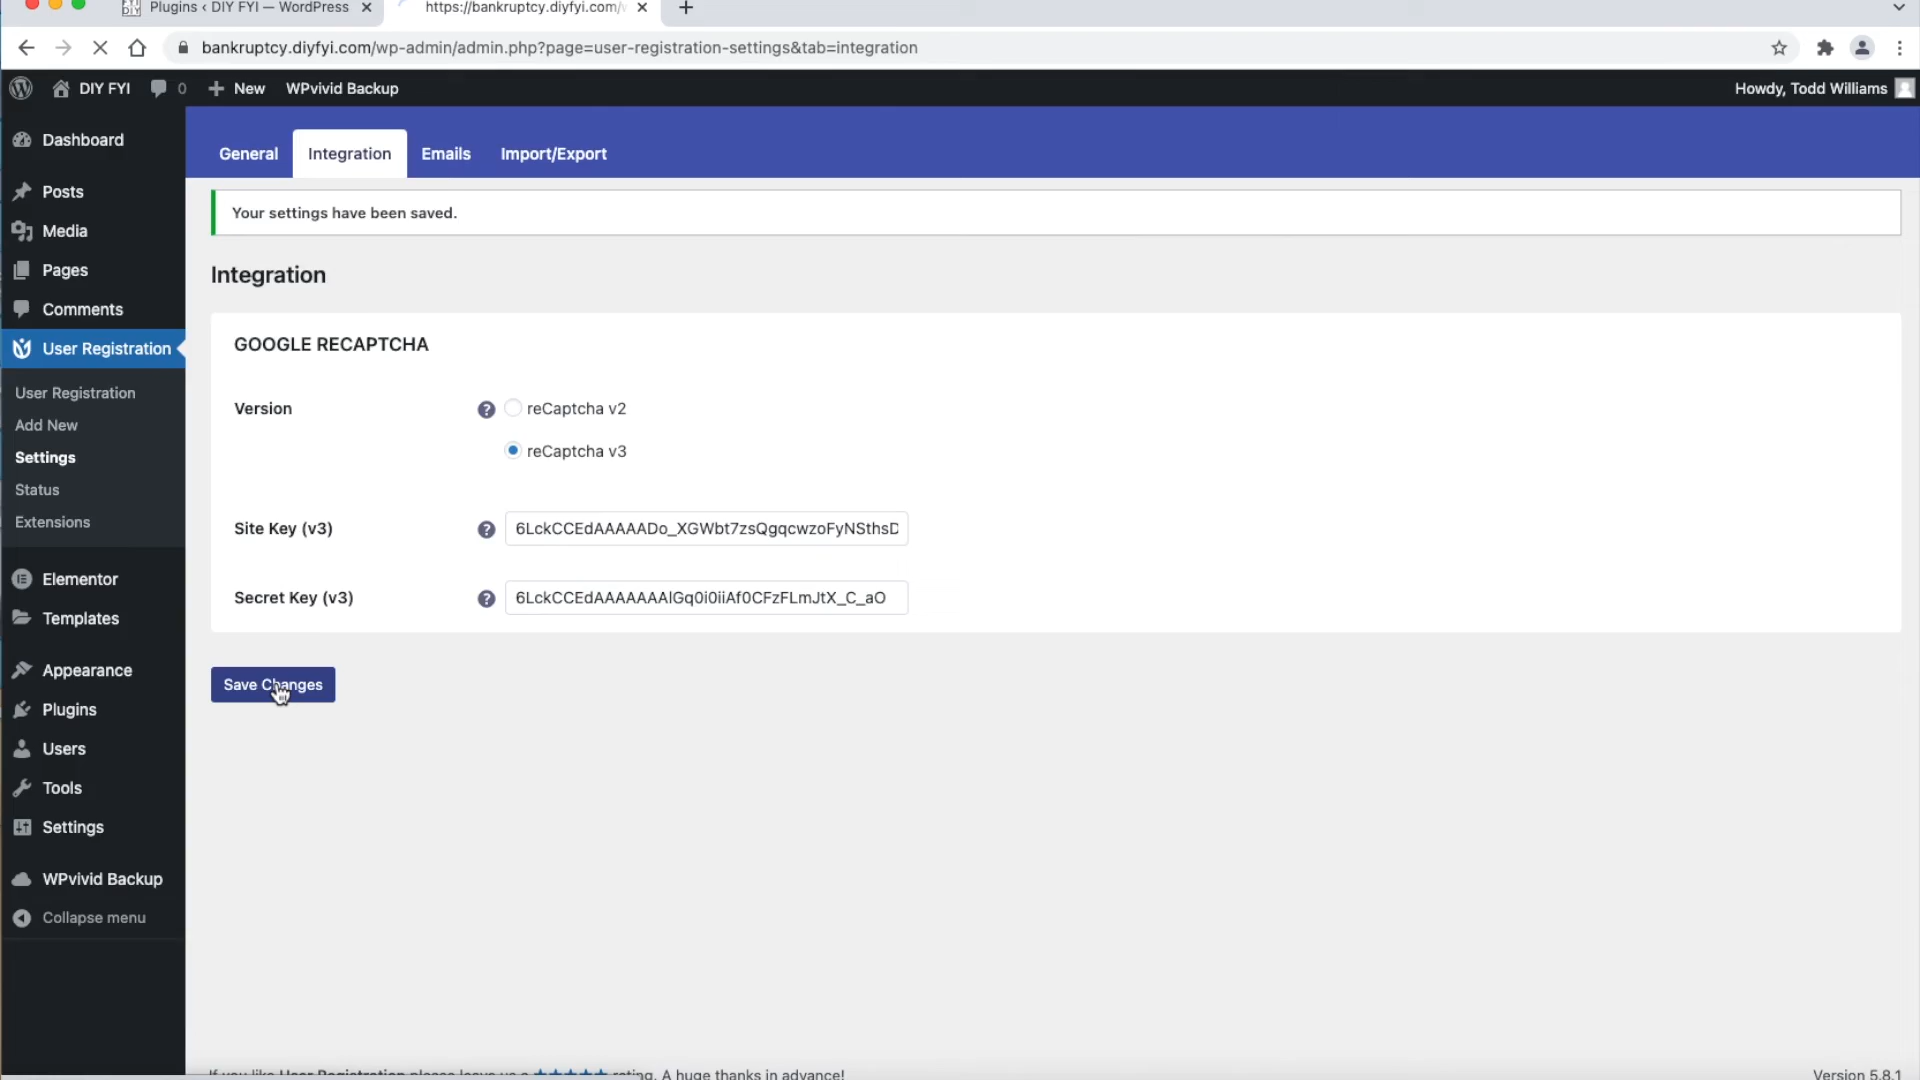 Plugins ‹ DIY FYI — WordPress
https://bankruptcy.diyfyi.com/
bankruptcy.diyfyi.com/wp-admin/admin.php?page=user-registration-settings&tab=integration
DIY FYI 0 New WPvivid Backup Howdy, Todd Williams
General Integration Emails Import/Export
Your settings have been saved.
Integration
GOOGLE RECAPTCHA
Version reCaptcha v2
reCaptcha v3
Site Key (v3) 6LckCCEdAAAAADo_XGWbt7zsQgqcwzoFyNSthsD
Secret Key (v3) 6LckCCEdAAAAAAAIGq0i0iiAf0CFzFLmJtX_C_aO
Save Changes
Dashboard
Posts
Media
Pages
Comments
User Registration
User Registration
Add New
Settings
Status
Extensions
Elementor
Templates
Appearance
Plugins
Users
Tools
Settings
WPvivid Backup
Collapse menu
If you like User Registration please leave us a ★★★★★ rating. A huge thanks in advance!
Version 5.8.1